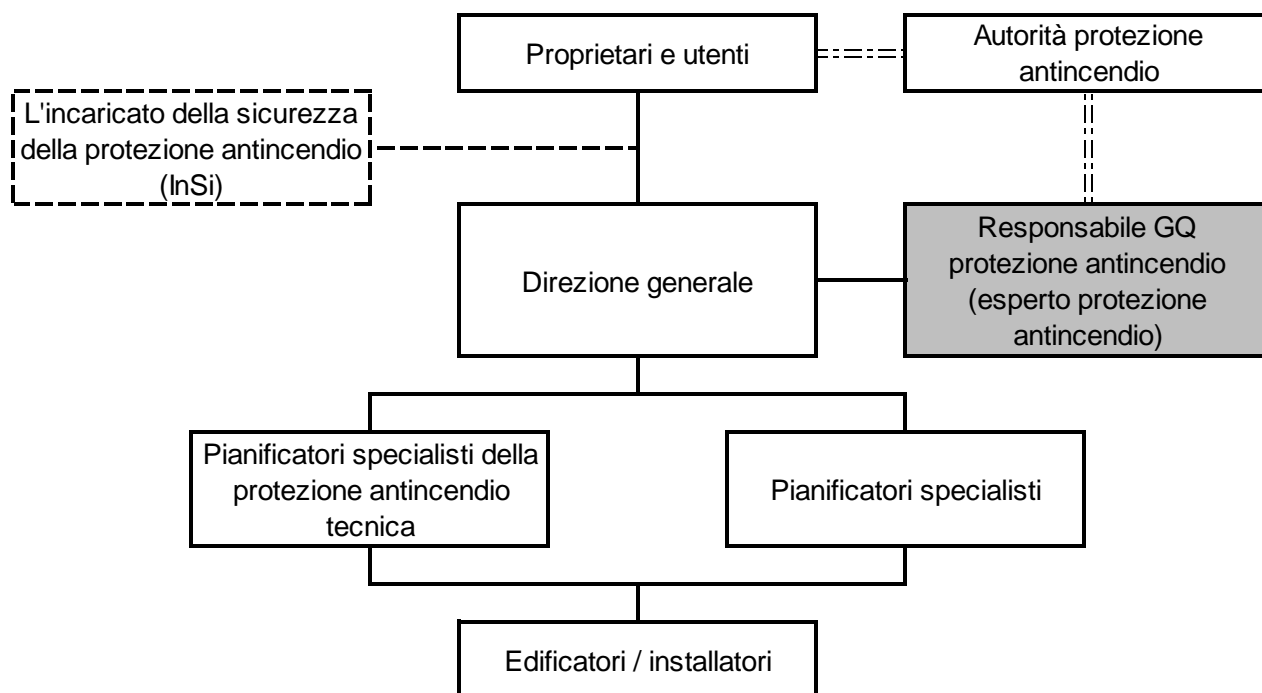 Proprietari e utenti
Autorità protezione
antincendio
L'incaricato della sicurezza
della protezione antincendio
(InSi)
Direzione generale
Responsabile GQ
protezione antincendio
(esperto protezione
antincendio)
Pianificatori specialisti della
protezione antincendio
tecnica
Pianificatori specialisti
Edificatori / installatori